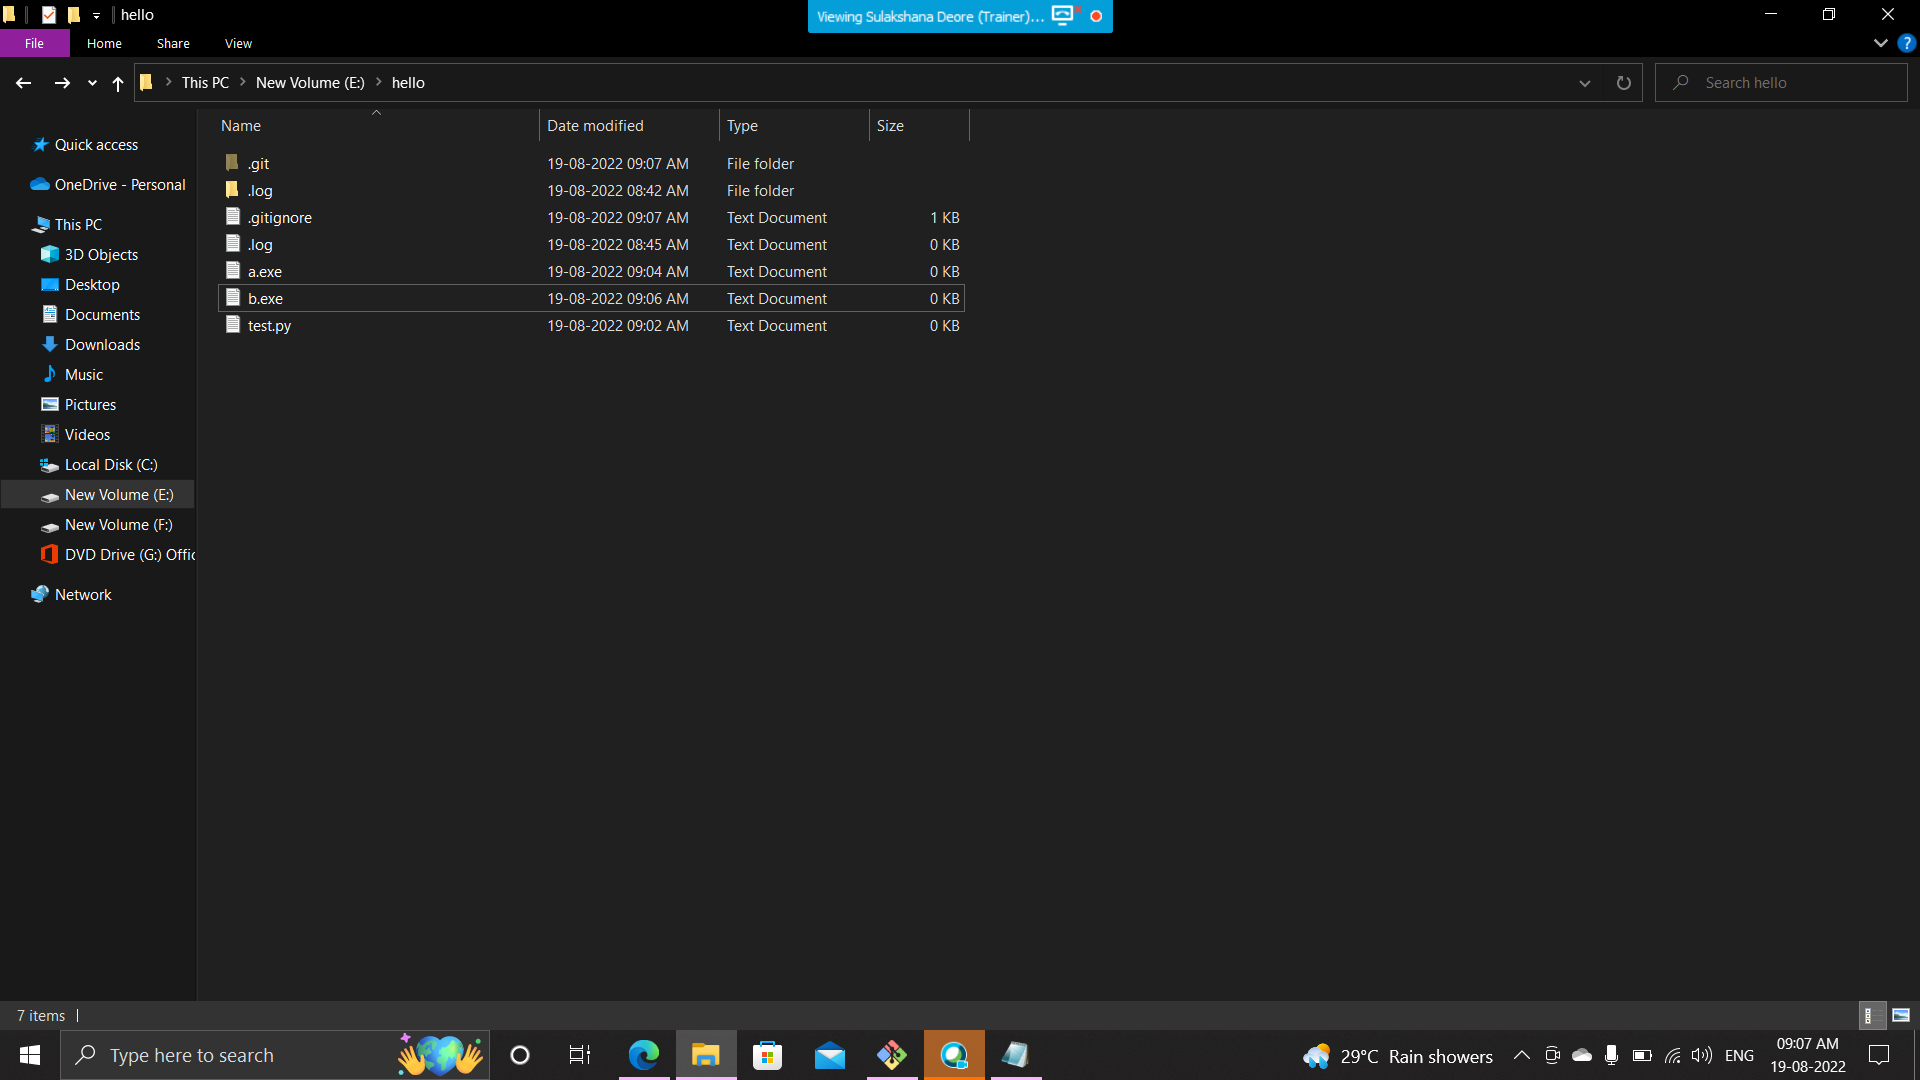 hello
Viewing Sulakshana Deore (Trainer)...
File Home Share View
This PC New Volume (E:) hello
Search hello
Name Date modified Type Size
.git 19-08-2022 09:07 AM File folder
.log 19-08-2022 08:42 AM File folder
.gitignore 19-08-2022 09:07 AM Text Document 1 KB
.log 19-08-2022 08:45 AM Text Document 0 KB
a.exe 19-08-2022 09:04 AM Text Document 0 KB
b.exe 19-08-2022 09:06 AM Text Document 0 KB
test.py 19-08-2022 09:02 AM Text Document 0 KB
Quick access
OneDrive - Personal
This PC
3D Objects
Desktop
Documents
Downloads
Music
Pictures
Videos
Local Disk (C:)
New Volume (E:)
New Volume (F:)
DVD Drive (G:) Offic
Network
7 items
Type here to search
29°C Rain showers
ENG
09:07 AM
19-08-2022